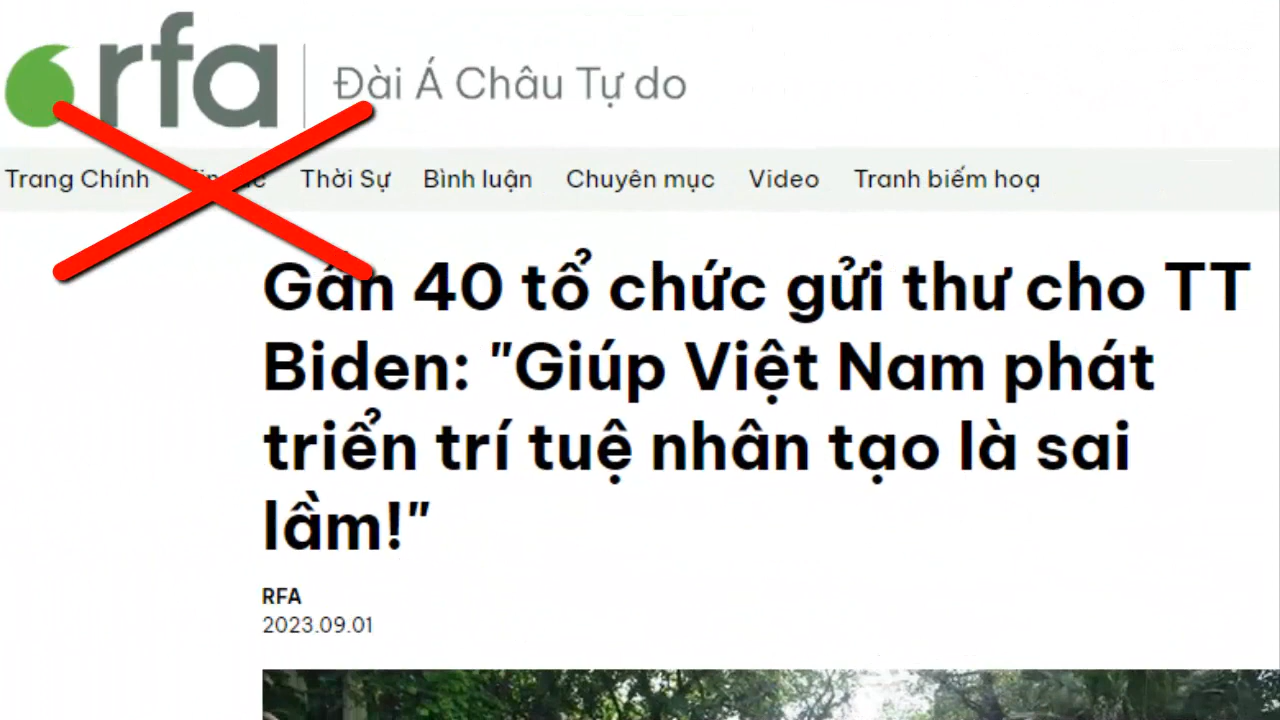 rfa
Đài Á Châu Tự do
Trang Chính Thời Sự Bình luận Chuyên mục Video Tranh biếm hoạ
Gần 40 tổ chức gửi thư cho TT
Biden: "Giúp Việt Nam phát
triển trí tuệ nhân tạo là sai
lầm!"
RFA
2023.09.01